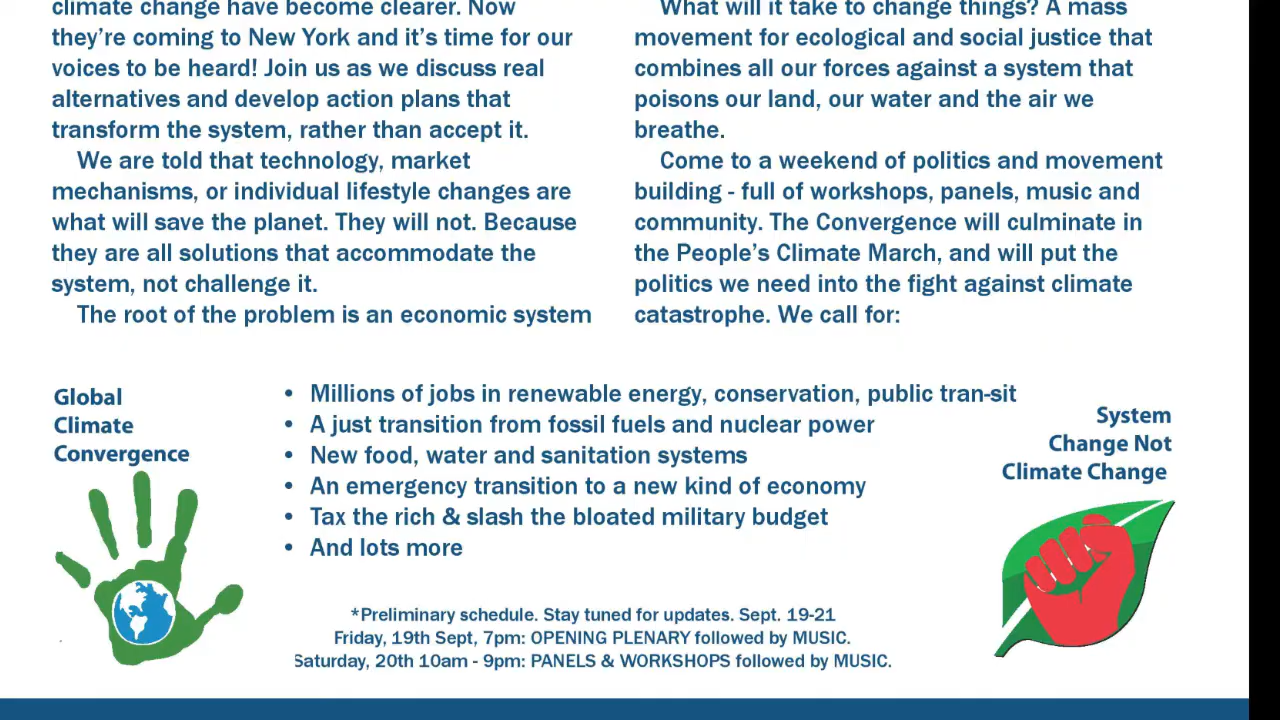 climate change have become clearer. Now
they're coming to New York and it's time for our
voices to be heard! Join us as we discuss real
alternatives and develop action plans that
transform the system, rather than accept it.
We are told that technology, market
mechanisms, or individual lifestyle changes are
what will save the planet. They will not. Because
they are all solutions that accommodate the
system, not challenge it.
The root of the problem is an economic system
What will it take to change things? A mass
movement for ecological and social justice that
combines all our forces against a system that
poisons our land, our water and the air we
breathe.
Come to a weekend of politics and movement
building - full of workshops, panels, music and
community. The Convergence will culminate in
the People's Climate March, and will put the
politics we need into the fight against climate
catastrophe. We call for:
Global
Climate
Convergence
• Millions of jobs in renewable energy, conservation, public tran-sit
• A just transition from fossil fuels and nuclear power
• New food, water and sanitation systems
• An emergency transition to a new kind of economy
• Tax the rich & slash the bloated military budget
• And lots more
System
Change Not
Climate Change
*Preliminary schedule. Stay tuned for updates. Sept. 19-21
Friday, 19th Sept, 7pm: OPENING PLENARY followed by MUSIC.
Saturday, 20th 10am - 9pm: PANELS & WORKSHOPS followed by MUSIC.